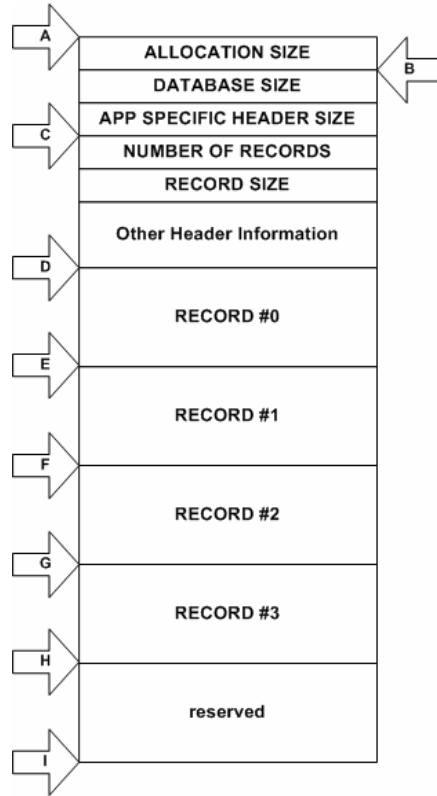 A
ALLOCATION SIZE
B
DATABASE SIZE
APP SPECIFIC HEADER SIZE
C
NUMBER OF RECORDS
RECORD SIZE
Other Header Information
D
RECORD #0
E
RECORD #1
F
RECORD #2
G
RECORD #3
H
reserved
I